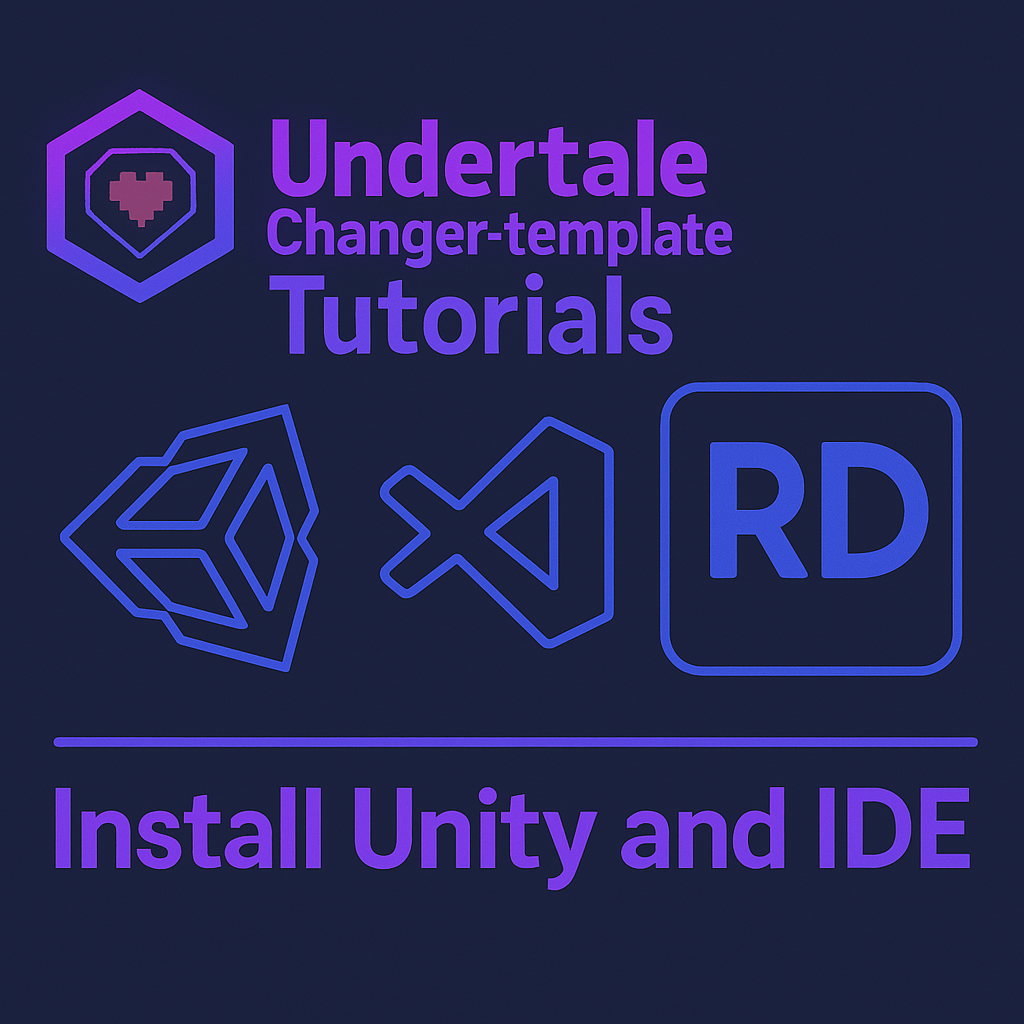 Undertale
Changer-template
Tutorials
RD
Install Unity and IDE